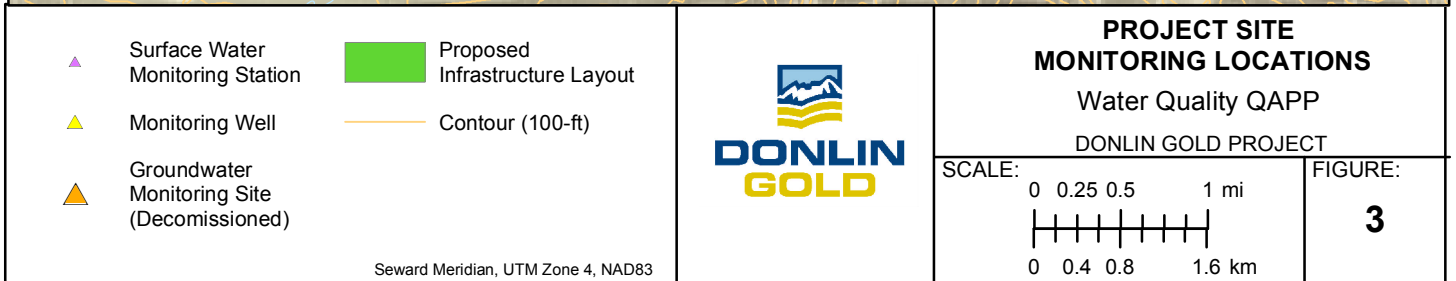 Surface Water
Monitoring Station
Monitoring Well
Groundwater
Monitoring Site
(Decomissioned)
Proposed
Infrastructure Layout
Contour (100-ft)
Seward Meridian, UTM Zone 4, NAD83
DONLIN
GOLD
PROJECT SITE
MONITORING LOCATIONS
Water Quality QAPP
DONLIN GOLD PROJECT
SCALE:
0 0.25 0.5 1 mi
0 0.4 0.8 1.6 km
FIGURE:
3